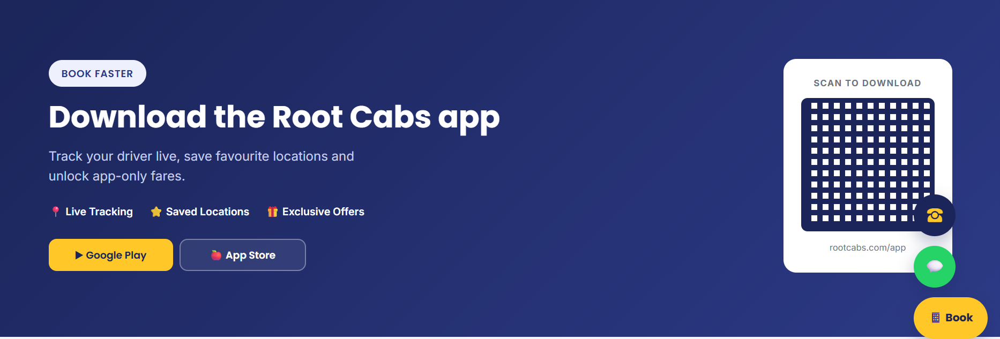 BOOK FASTER
Download the Root Cabs app
Track your driver live, save favourite locations and
unlock app-only fares.
Live Tracking
Saved Locations
Exclusive Offers
Google Play
App Store
SCAN TO DOWNLOAD
rootcabs.com/app
Book